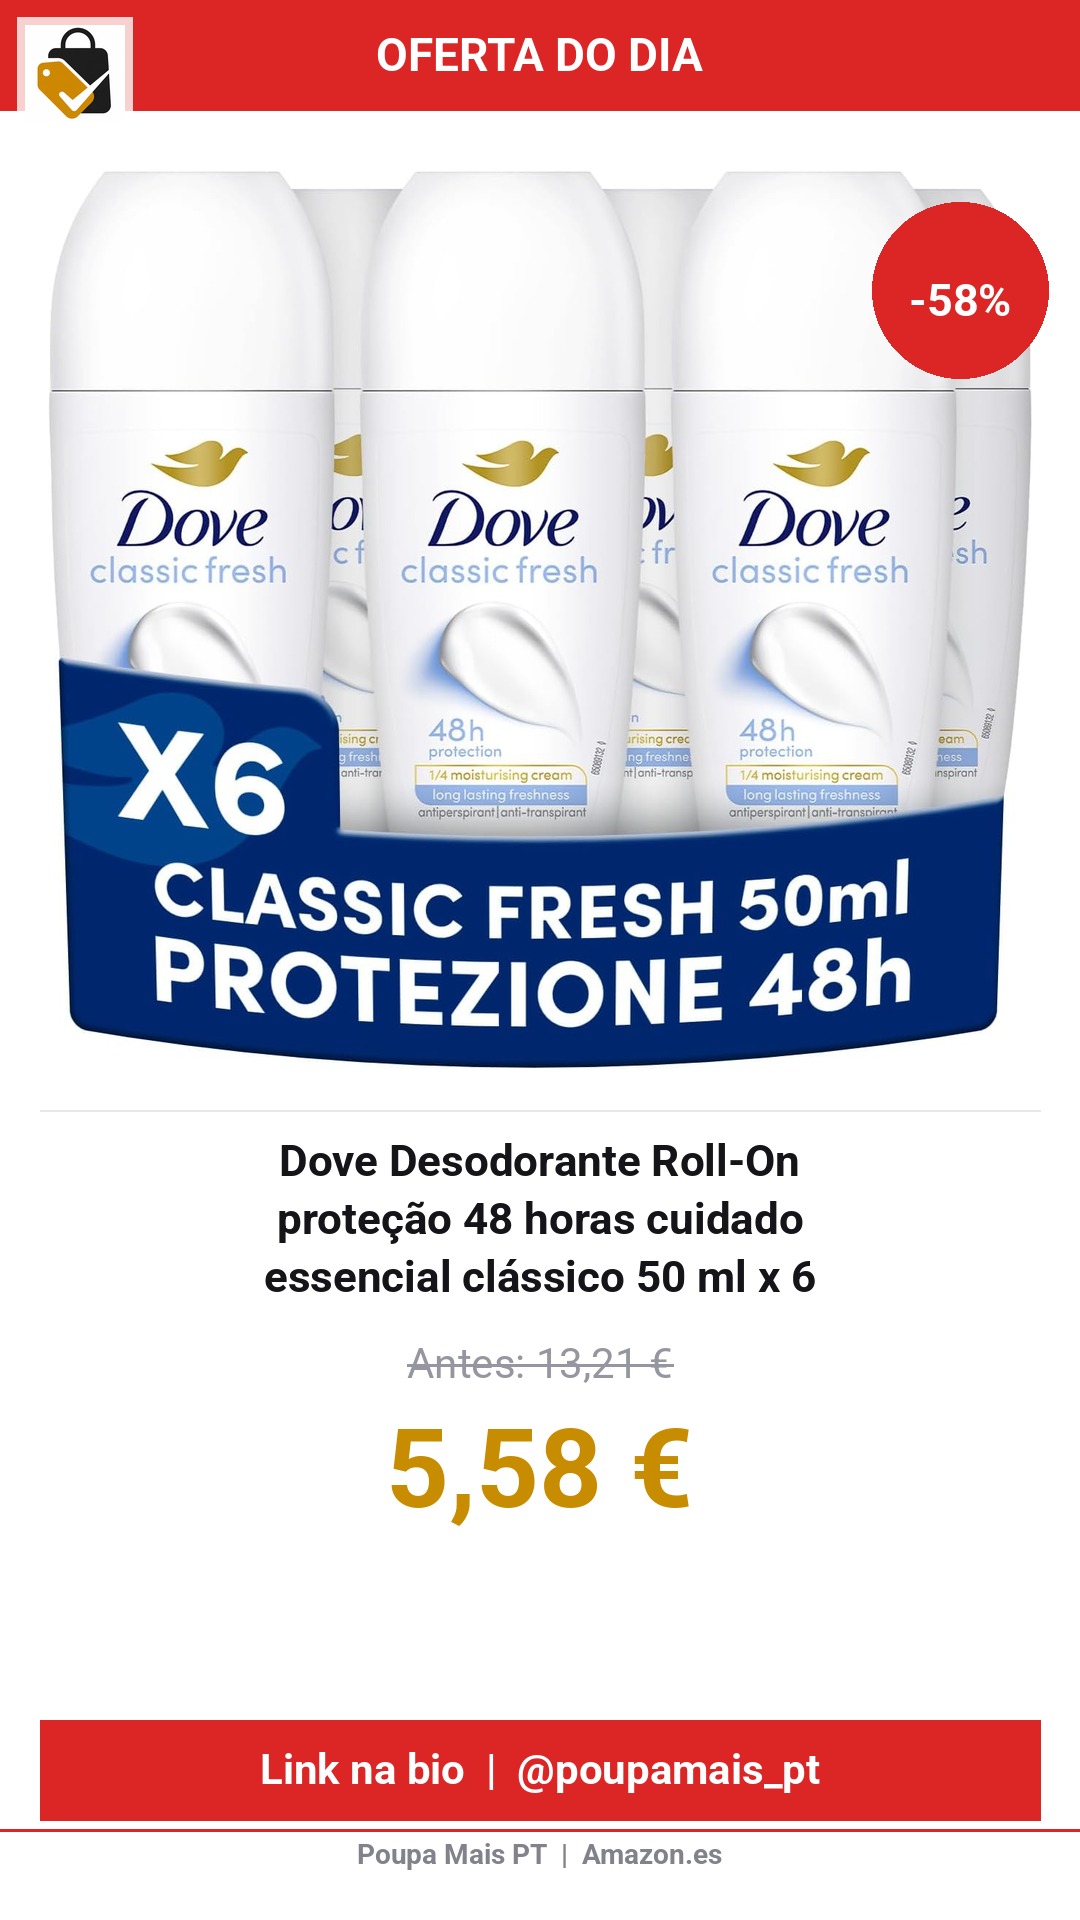 OFERTA DO DIA
-58%
Dove
classic fresh
Dove
classic fresh
48h
protection
1/4 moisturising cream
long lasting freshness
antiperspirant|anti-transpirant
Dove
classic fresh
48h
protection
1/4 moisturising cream
long lasting freshness
antiperspirant|anti-transpirant
X6
CLASSIC FRESH 50ml
PROTEZIONE 48h
Dove Desodorante Roll-On
proteção 48 horas cuidado
essencial clássico 50 ml x 6
Antes: 13,21 €
5,58 €
Link na bio | @poupamais_pt
Poupa Mais PT | Amazon.es